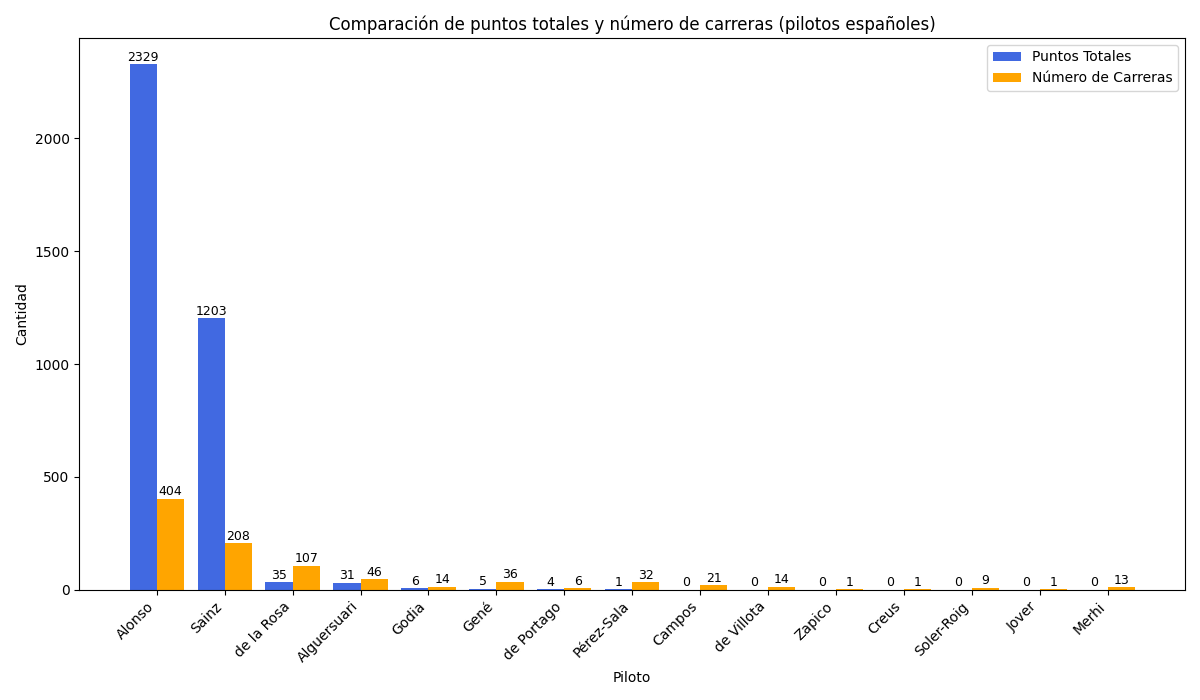 Comparación de puntos totales y número de carreras (pilotos españoles)
Puntos Totales
Número de Carreras
Cantidad
2000
1500
1000
500
0
2329
404
1203
208
35
107
31
46
6
14
5
36
4
6
1
32
0
21
0
14
0
1
0
1
0
9
0
1
0
13
Alonso
Sainz
de la Rosa
Alguersuari
Godia
Gené
de Portago
Pérez-Sala
Campos
de Villota
Zapico
Creus
Soler-Roig
Jover
Merhi
Piloto